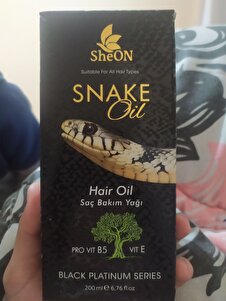 SheON
Suitable For All Hair Types
SNAKE
Oil
Hair Oil
Saç Bakım Yağı
PRO VIT B5 VIT E
BLACK PLATINUM SERIES
200 ml ℮ 6,76 fl. oz